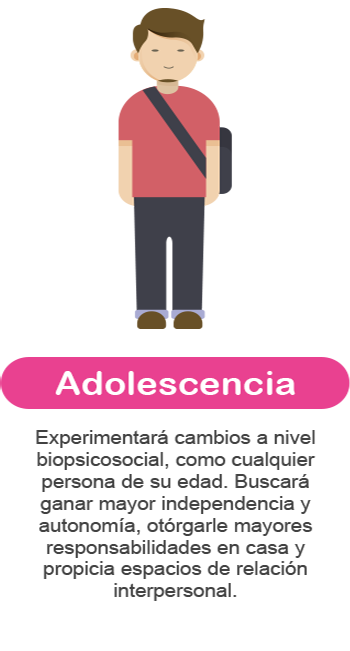 Adolescencia
Experimentará cambios a nivel
biopsicosocial, como cualquier
persona de su edad. Buscará
ganar mayor independencia y
autonomía, otórgarle mayores
responsabilidades en casa y
propicia espacios de relación
interpersonal.